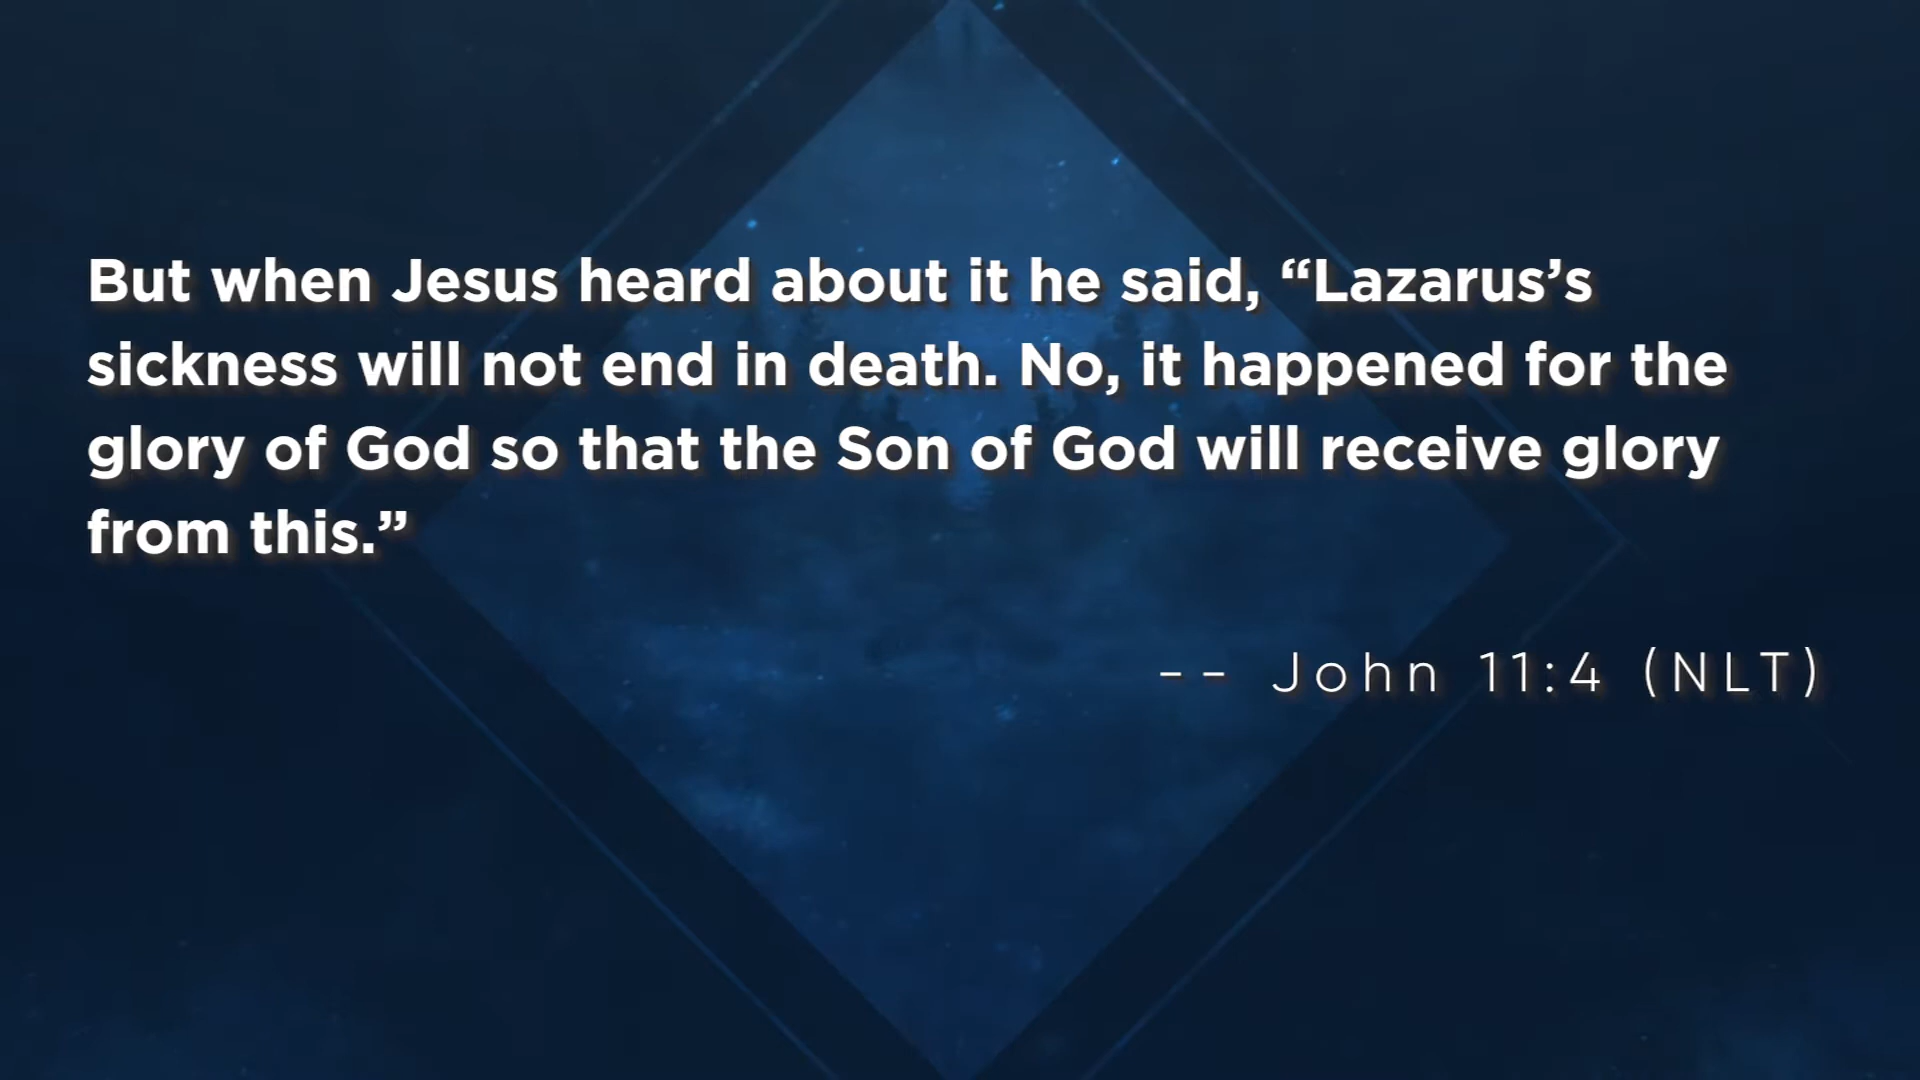 But when Jesus heard about it he said, “Lazarus’s
sickness will not end in death. No, it happened for the
glory of God so that the Son of God will receive glory
from this.”
-- John 11:4 (NLT)